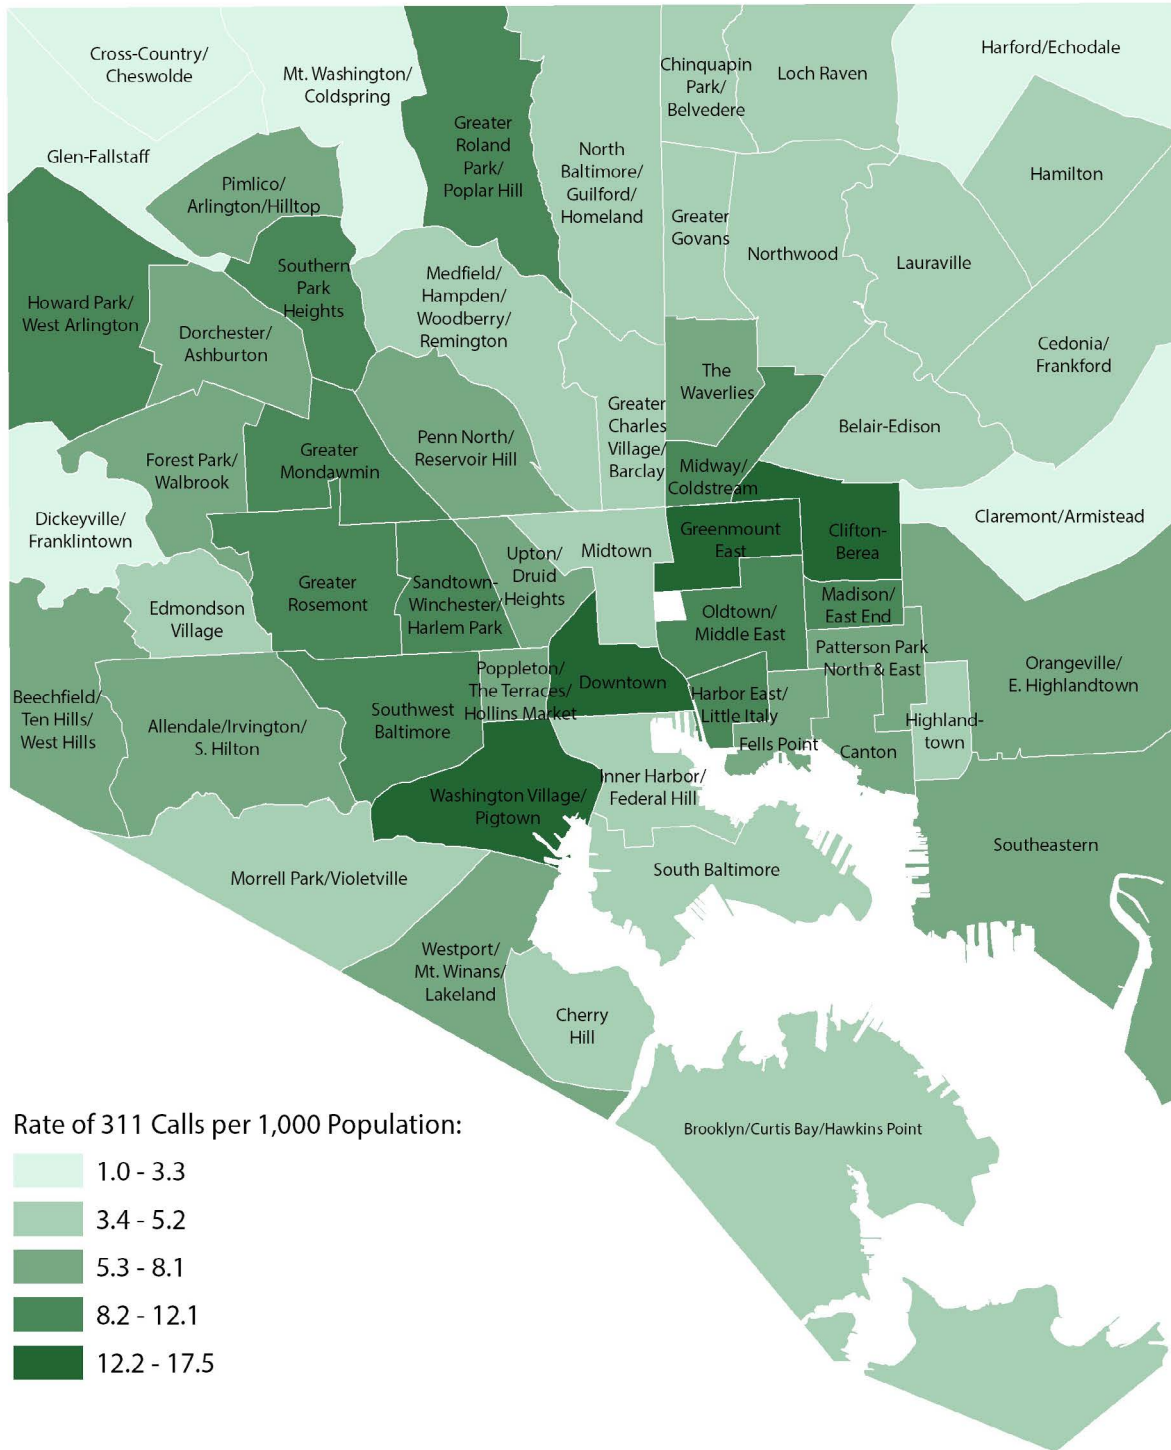 Cross-Country/
Cheswolde
Mt. Washington/
Coldspring
Greater
Roland
Park/
Poplar Hill
North
Baltimore/
Guilford/
Homeland
Chinquapin
Park/
Belvedere
Loch Raven
Harford/Echodale
Glen-Fallstaff
Pimlico/
Arlington/Hilltop
Hamilton
Greater
Govans
Northwood
Lauraville
Southern
Park
Heights
Howard Park/
West Arlington
Dorchester/
Ashburton
Medfield/
Hampden/
Woodberry/
Remington
Cedonia/
Frankford
The
Waverlies
Greater
Charles
Village/
Barclay
Belair-Edison
Forest Park/
Walbrook
Greater
Mondawmin
Penn North/
Reservoir Hill
Midway/
Coldstream
Dickeyville/
Franklintown
Claremont/Armistead
Upton/
Druid
Heights
Midtown
Greenmount
East
Clifton-
Berea
Edmondson
Village
Greater
Rosemont
Sandtown-
Winchester/
Harlem Park
Oldtown/
Middle East
Madison/
East End
Patterson Park
North & East
Orangeville/
E. Highlandtown
Beechfield/
Ten Hills/
West Hills
Allendale/Irvington/
S. Hilton
Southwest
Baltimore
Poppleton/
The Terraces/
Hollins Market
Downtown
Harbor East/
Little Italy
Fells Point
Canton
Highland-
town
Washington Village/
Pigtown
Inner Harbor/
Federal Hill
Southeastern
Morrell Park/Violetville
South Baltimore
Westport/
Mt. Winans/
Lakeland
Cherry
Hill
Brooklyn/Curtis Bay/Hawkins Point
Rate of 311 Calls per 1,000 Population:
1.0 - 3.3
3.4 - 5.2
5.3 - 8.1
8.2 - 12.1
12.2 - 17.5